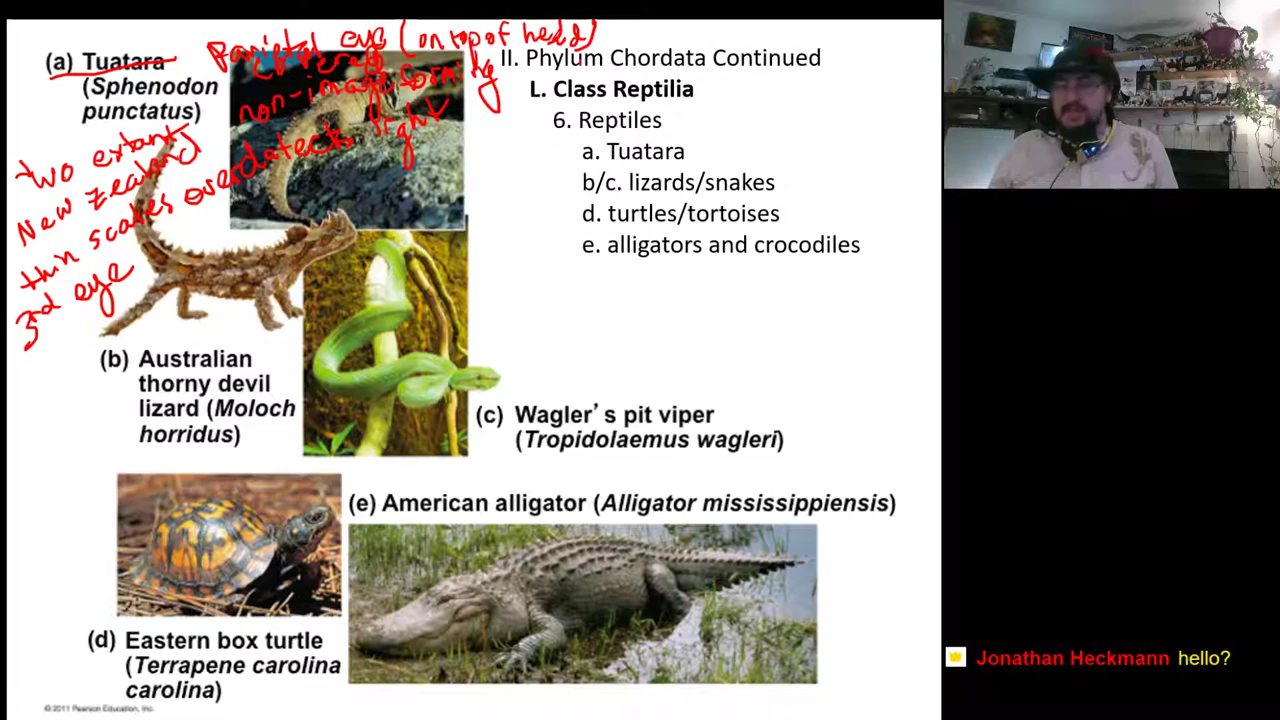 (a) Tuatara
(Sphenodon
punctatus)
Parietal eye (on top of head)
non-image forming
detects light
two extant
New Zealand
thin scales over
3rd eye
II. Phylum Chordata Continued
L. Class Reptilia
6. Reptiles
a. Tuatara
b/c. lizards/snakes
d. turtles/tortoises
e. alligators and crocodiles
(b) Australian
thorny devil
lizard (Moloch
horridus)
(c) Wagler's pit viper
(Tropidolaemus wagleri)
(e) American alligator (Alligator mississippiensis)
(d) Eastern box turtle
(Terrapene carolina
carolina)
© 2011 Pearson Education, Inc.
Jonathan Heckmann hello?